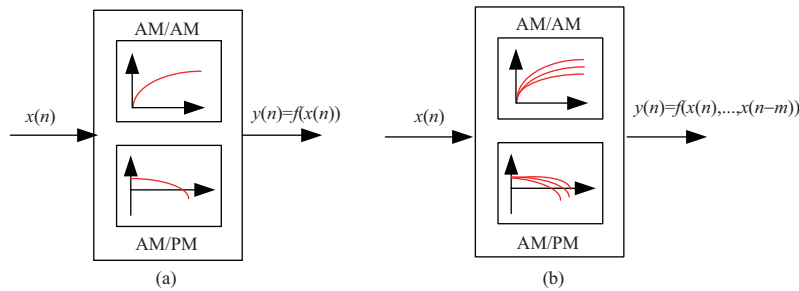 AM/AM
x(n)
y(n)=f(x(n))
AM/PM
(a)
AM/AM
x(n)
y(n)=f(x(n),...,x(n−m))
AM/PM
(b)